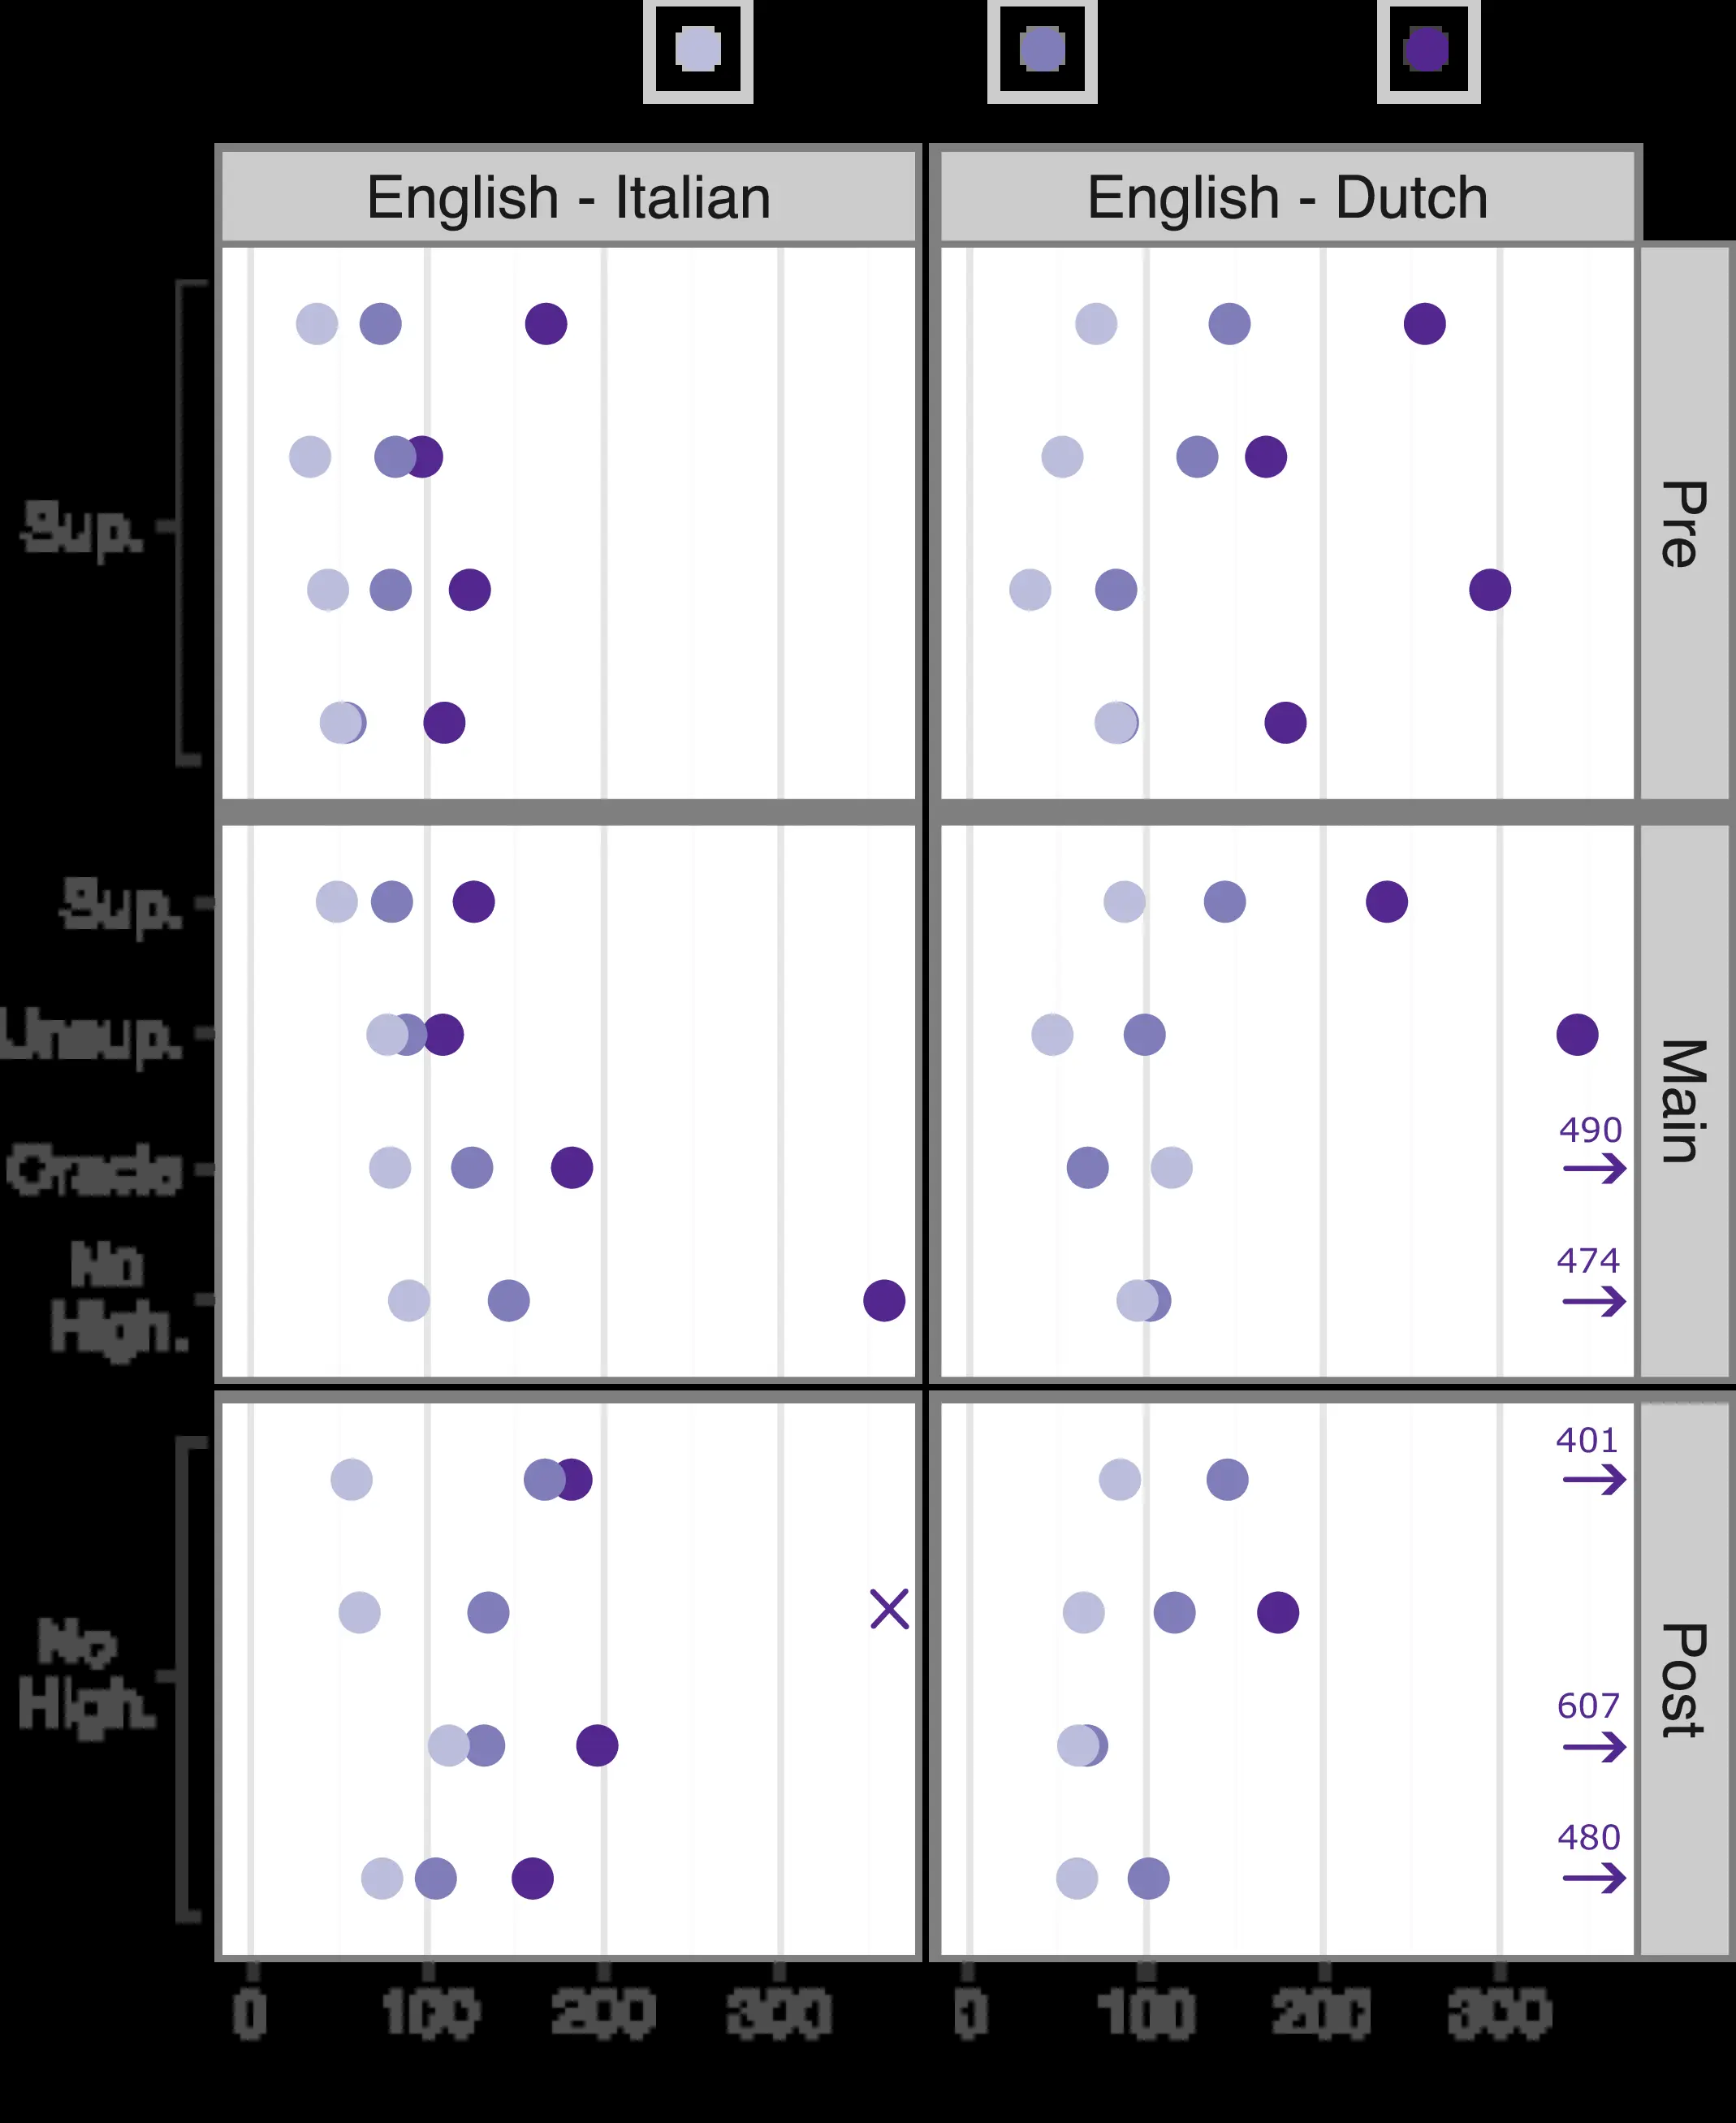 English - Italian
English - Dutch
Pre
Sup.
Sup.
Unsup.
Oracle
No
High.
Main
490
474
401
No
High.
607
480
Post
0 100 200 300 0 100 200 300